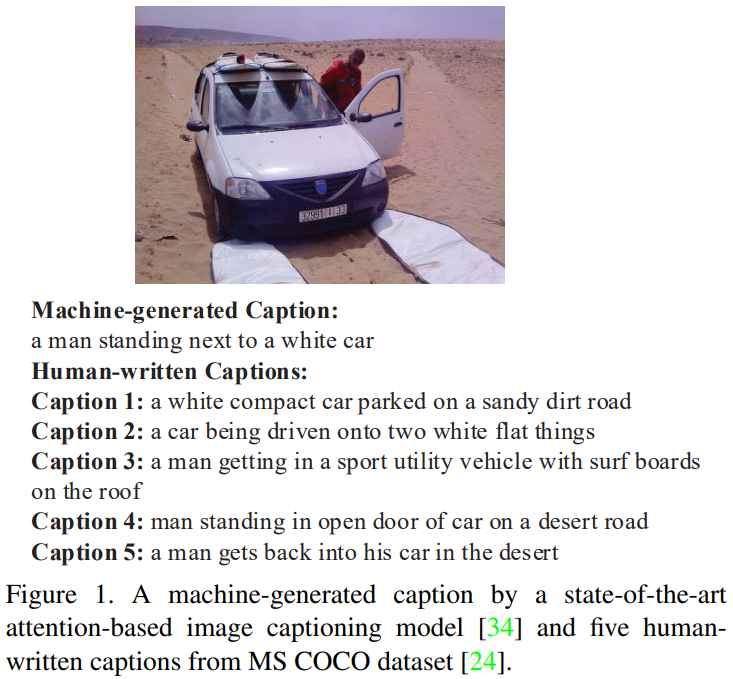 32991 1 33
Machine-generated Caption:
a man standing next to a white car
Human-written Captions:
Caption 1: a white compact car parked on a sandy dirt road
Caption 2: a car being driven onto two white flat things
Caption 3: a man getting in a sport utility vehicle with surf boards
on the roof
Caption 4: man standing in open door of car on a desert road
Caption 5: a man gets back into his car in the desert
Figure 1. A machine-generated caption by a state-of-the-art
attention-based image captioning model [34] and five human-
written captions from MS COCO dataset [24].